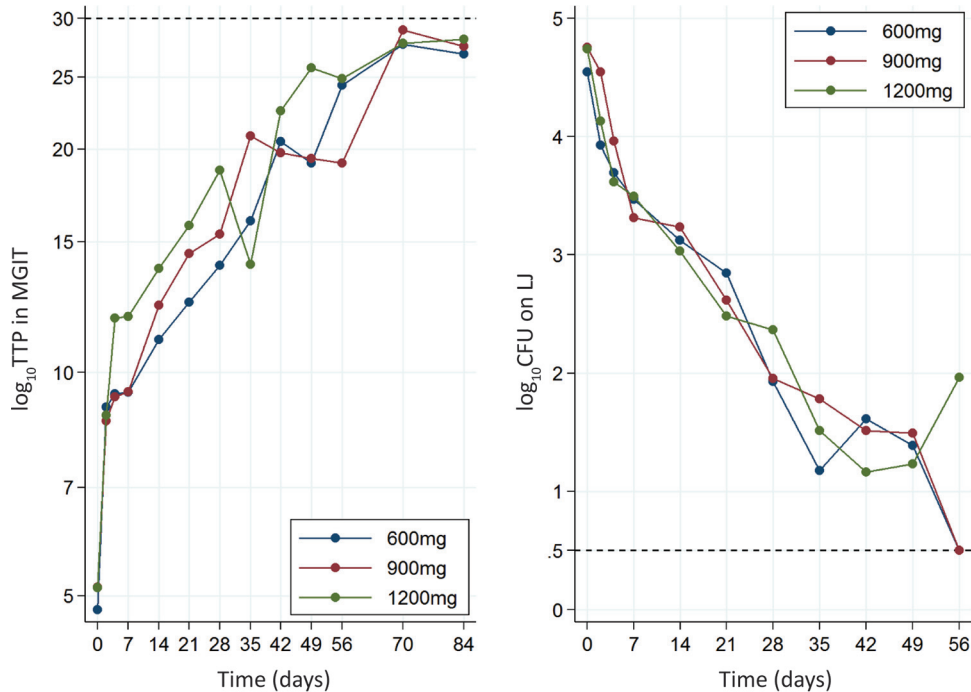 30
25
20
15
10
7
5
log₁₀TTP in MGIT
600mg
900mg
1200mg
0 7 14 21 28 35 42 49 56 70 84
Time (days)
5
4
3
2
1
.5
0
log₁₀CFU on LJ
600mg
900mg
1200mg
0 7 14 21 28 35 42 49 56
Time (days)